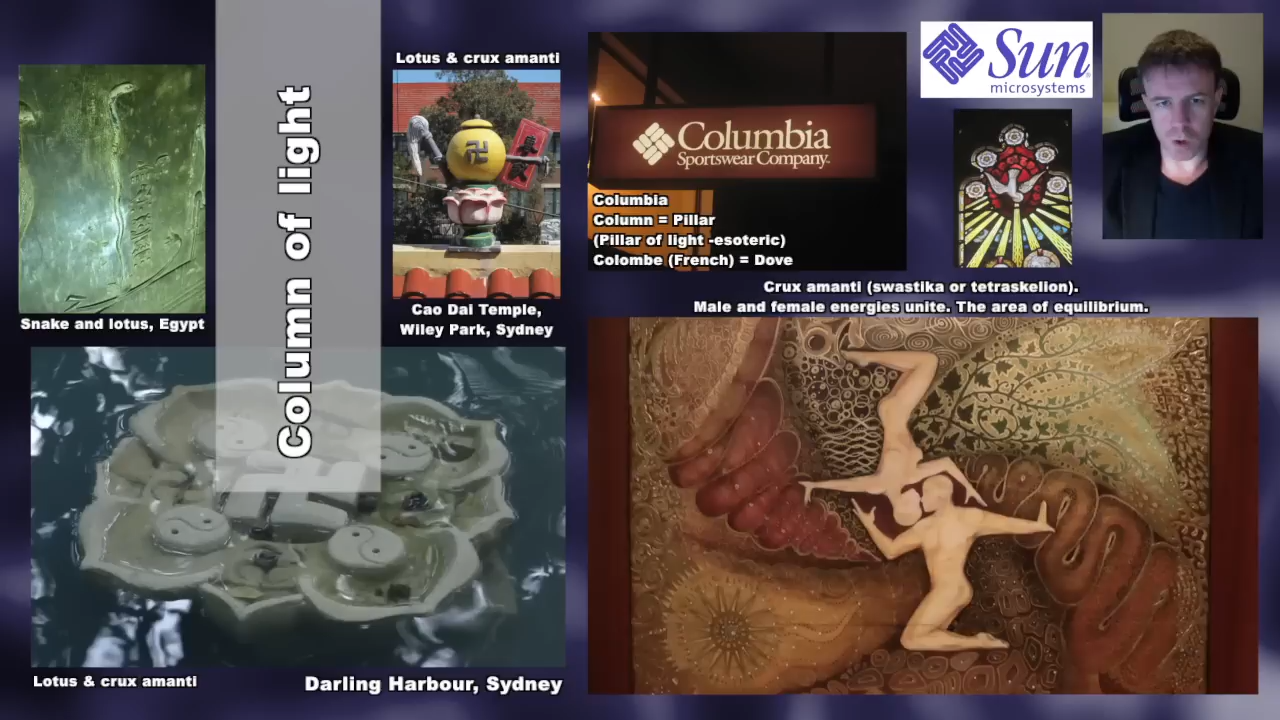 Snake and lotus, Egypt
Column of light
Lotus & crux amanti
Cao Dai Temple,
Wiley Park, Sydney
Columbia
Sportswear Company.
Columbia
Column = Pillar
(Pillar of light -esoteric)
Colombe (French) = Dove
Sun
microsystems
Crux amanti (swastika or tetraskelion).
Male and female energies unite. The area of equilibrium.
Lotus & crux amanti
Darling Harbour, Sydney